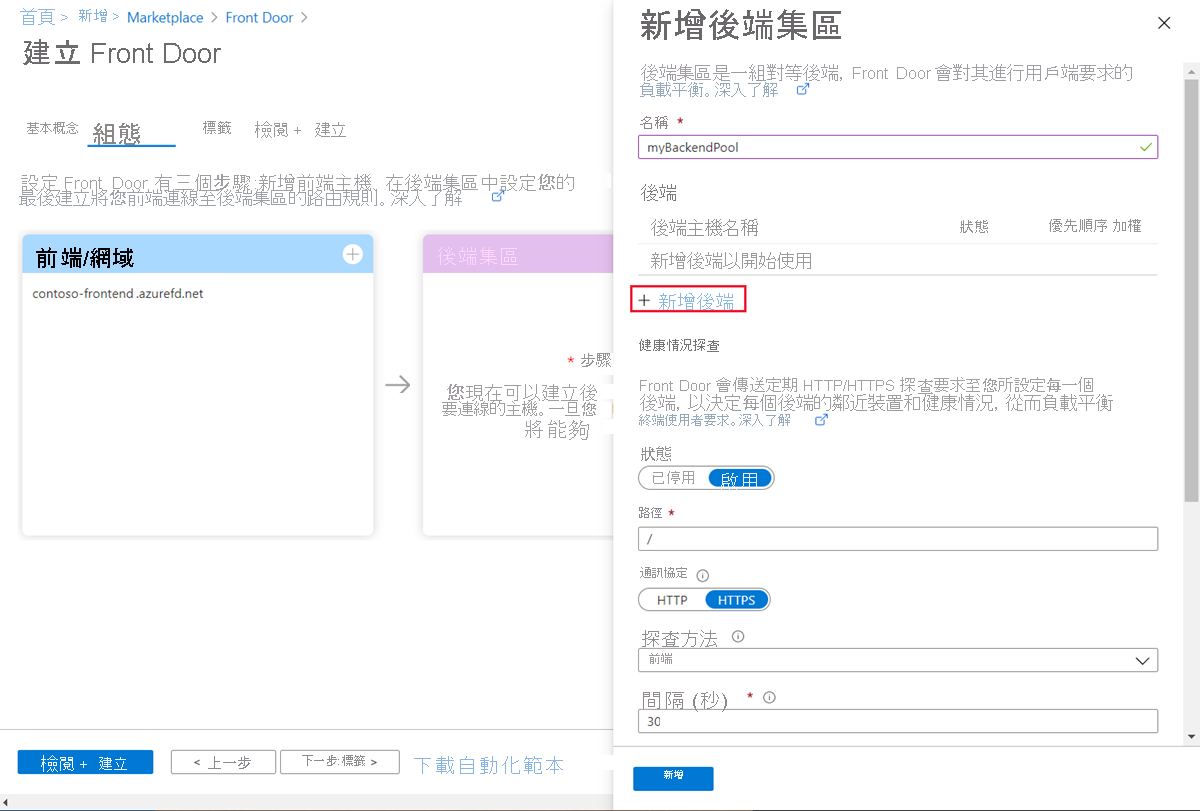 首頁 > 新增 > Marketplace > Front Door >
建立 Front Door
基本概念 組態 標籤 檢閱 + 建立
設定 Front Door 有三個步驟 新增前端主機 在後端集區中設定您的
最後建立將您前端連線至後端集區的路由規則。深入了解
前端/網域
contoso-frontend.azurefd.net
後端集區
* 步驟
您現在可以建立後
要連線的主機。一旦您
將能夠
檢閱 + 建立
< 上一步
下一步:標籤 >
下載自動化範本
新增後端集區
後端集區是一組對等後端, Front Door 會對其進行用戶端要求的
負載平衡。深入了解
名稱 *
myBackendPool
後端
後端主機名稱 狀態 優先順序 加權
新增後端以開始使用
+ 新增後端
健康情況探查
Front Door 會傳送定期 HTTP/HTTPS 探查要求至您所設定每一個
後端, 以決定每個後端的鄰近裝置和健康情況, 從而負載平衡
終端使用者要求。深入了解
狀態
已停用 啟用
路徑 *
/
通訊協定
HTTP HTTPS
探查方法
前端
間隔 (秒) *
30
新增